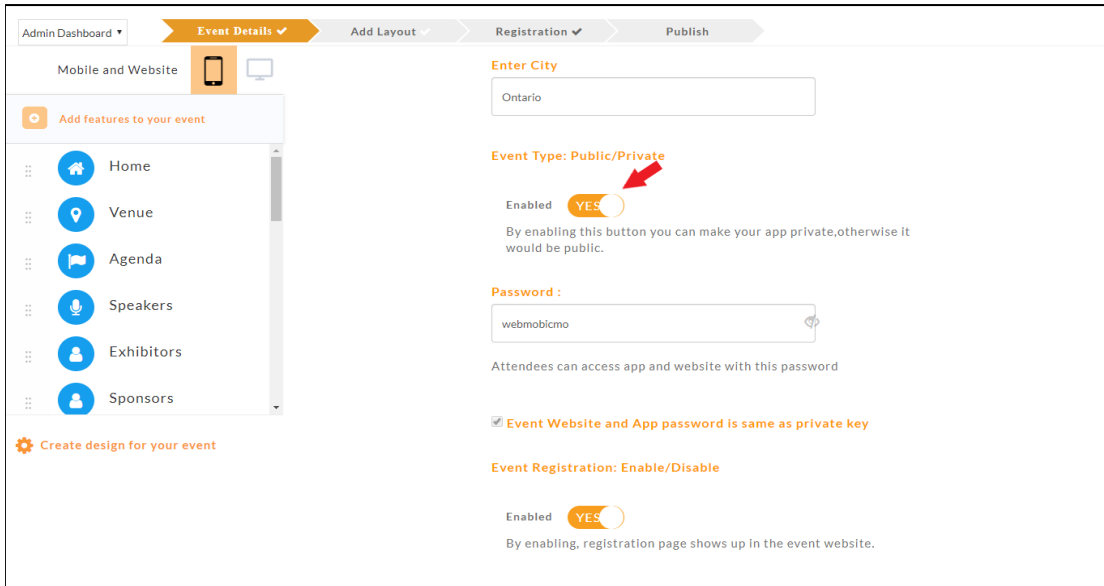 Admin Dashboard
Event Details
Add Layout
Registration
Publish
Mobile and Website
Add features to your event
Home
Venue
Agenda
Speakers
Exhibitors
Sponsors
Create design for your event
Enter City
Ontario
Event Type: Public/Private
Enabled YES
By enabling this button you can make your app private,otherwise it
would be public.
Password :
webmobicmo
Attendees can access app and website with this password
Event Website and App password is same as private key
Event Registration: Enable/Disable
Enabled YES
By enabling, registration page shows up in the event website.